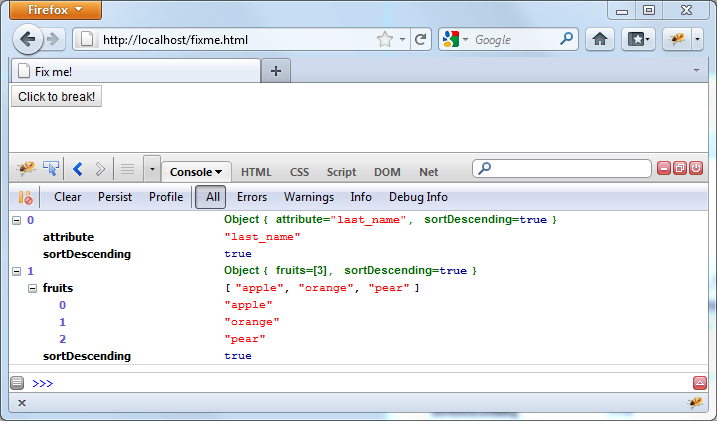 Firefox
http://localhost/fixme.html Google
Fix me!
Click to break!
Console HTML CSS Script DOM Net
Clear Persist Profile All Errors Warnings Info Debug Info
0 Object { attribute="last_name", sortDescending=true }
attribute "last_name"
sortDescending true
1 Object { fruits=[3], sortDescending=true }
fruits [ "apple", "orange", "pear" ]
0 "apple"
1 "orange"
2 "pear"
sortDescending true
>>>